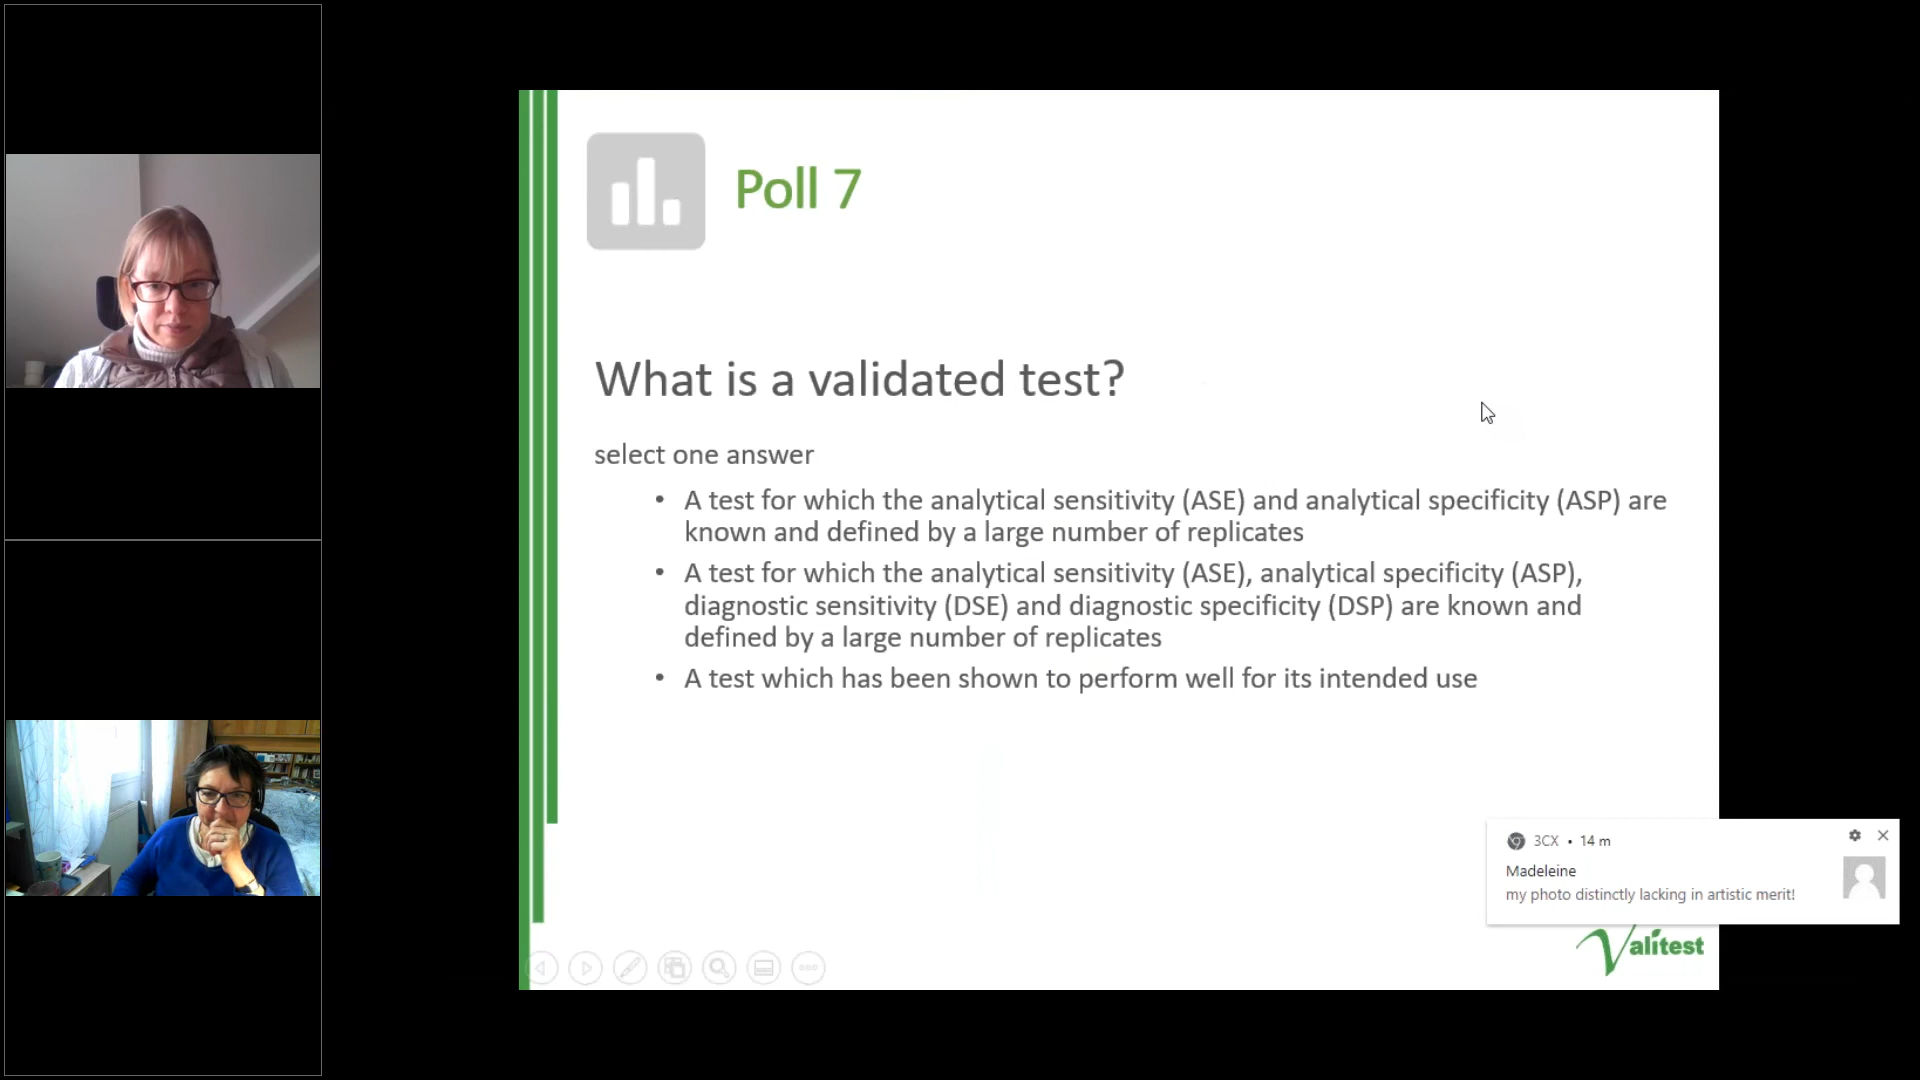 Poll 7
What is a validated test?
select one answer
• A test for which the analytical sensitivity (ASE) and analytical specificity (ASP) are
known and defined by a large number of replicates
• A test for which the analytical sensitivity (ASE), analytical specificity (ASP),
diagnostic sensitivity (DSE) and diagnostic specificity (DSP) are known and
defined by a large number of replicates
• A test which has been shown to perform well for its intended use
3CX • 14 m
Madeleine
my photo distinctly lacking in artistic merit!
Valitest